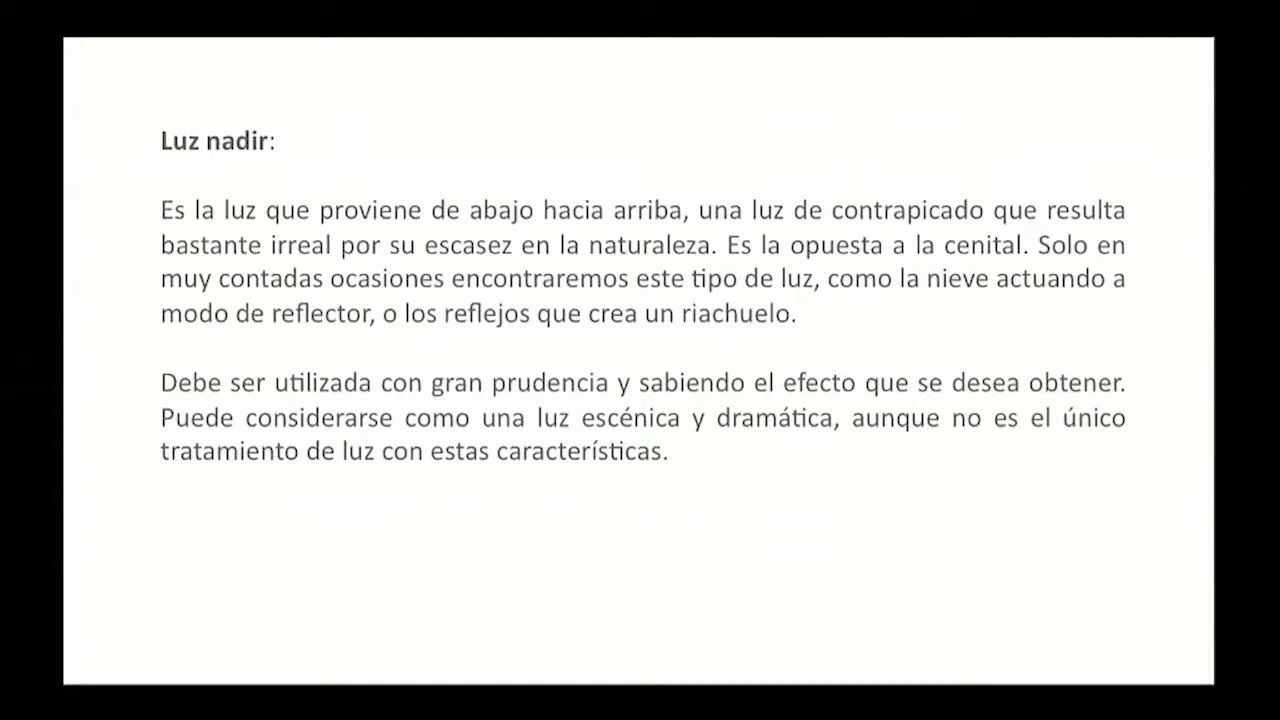 Luz nadir:
Es la luz que proviene de abajo hacia arriba, una luz de contrapicado que resulta
bastante irreal por su escasez en la naturaleza. Es la opuesta a la cenital. Solo en
muy contadas ocasiones encontraremos este tipo de luz, como la nieve actuando a
modo de reflector, o los reflejos que crea un riachuelo.
Debe ser utilizada con gran prudencia y sabiendo el efecto que se desea obtener.
Puede considerarse como una luz escénica y dramática, aunque no es el único
tratamiento de luz con estas características.